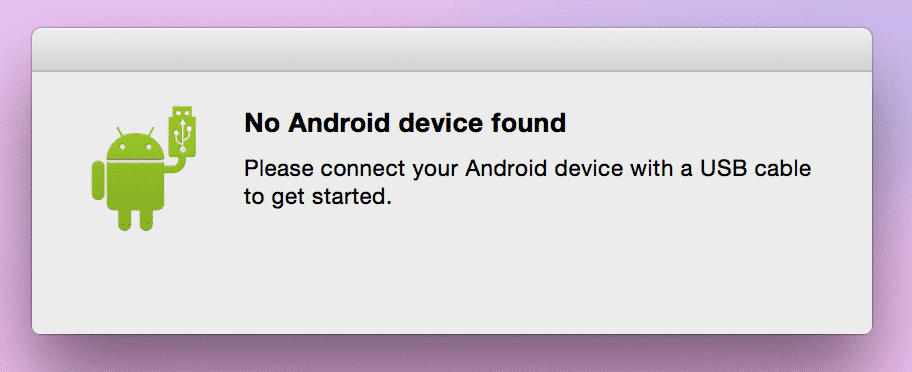 No Android device found
Please connect your Android device with a USB cable
to get started.